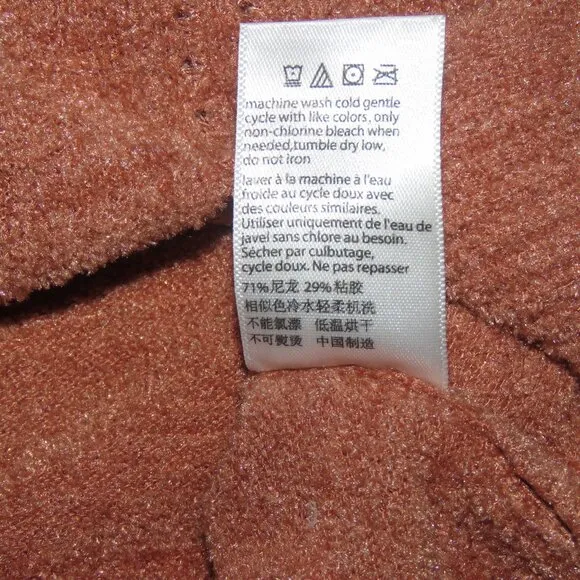 machine wash cold gentle
cycle with like colors, only
non-chlorine bleach when
needed,tumble dry low,
do not iron
laver à la machine à l'eau
froide au cycle doux avec
des couleurs similaires.
Utiliser uniquement de l'eau de
javel sans chlore au besoin.
Sécher par culbutage,
cycle doux. Ne pas repasser
71%尼龙 29%粘胶
相似色冷水轻柔机洗
不能氯漂 低温烘干
不可熨烫 中国制造